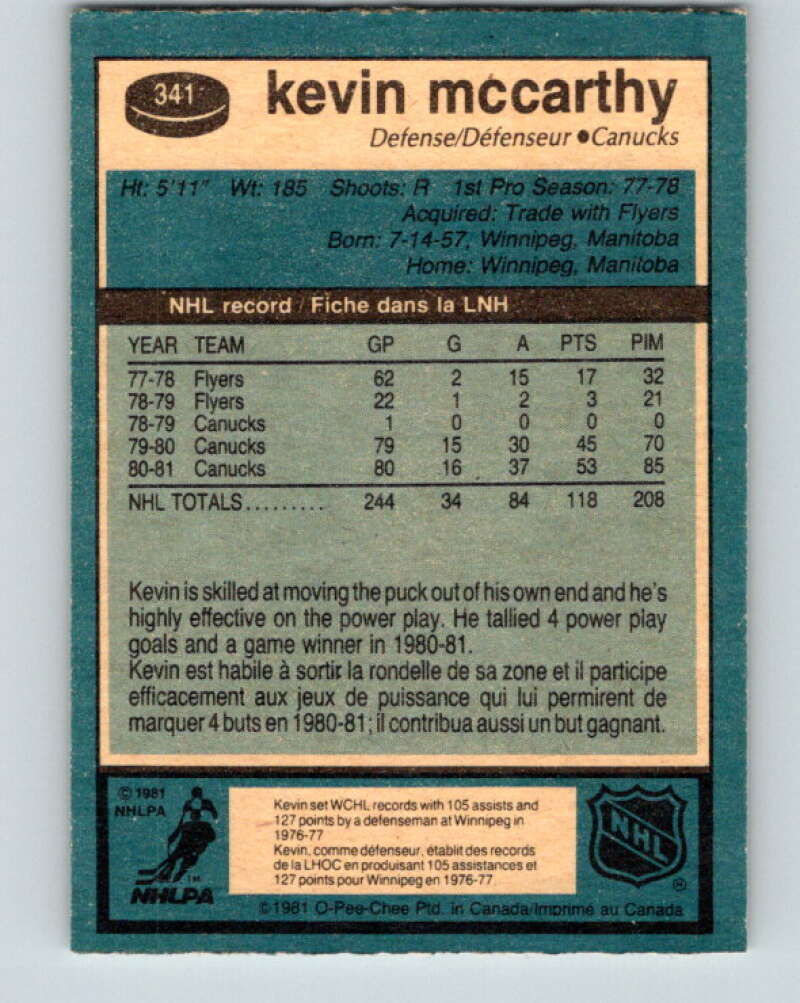 341 kevin mccarthy
Defense/Défenseur ●Canucks
Ht: 5'11" Wt: 185 Shoots: R 1st Pro Season: 77-78
Acquired: Trade with Flyers
Born: 7-14-57, Winnipeg, Manitoba
Home: Winnipeg, Manitoba
NHL record / Fiche dans la LNH
YEAR TEAM GP G A PTS PIM
77-78 Flyers 62 2 15 17 32
78-79 Flyers 22 1 2 3 21
78-79 Canucks 1 0 0 0 0
79-80 Canucks 79 15 30 45 70
80-81 Canucks 80 16 37 53 85
NHL TOTALS......... 244 34 84 118 208
Kevin is skilled at moving the puck out of his own end and he's
highly effective on the power play. He tallied 4 power play
goals and a game winner in 1980-81.
Kevin est habile à sortir la rondelle de sa zone et il participe
efficacement aux jeux de puissance qui lui permirent de
marquer 4 buts en 1980-81; il contribua aussi un but gagnant.
© 1981
NHLPA
TM
NHLPA
Kevin set WCHL records with 105 assists and
127 points by a defenseman at Winnipeg in
1976-77
Kevin, comme défenseur, établit des records
de la LHOC en produisant 105 assistances et
127 points pour Winnipeg en 1976-77
NHL
®
©1981 O-Pee-Chee Ptd. in Canada/Imprimé au Canada